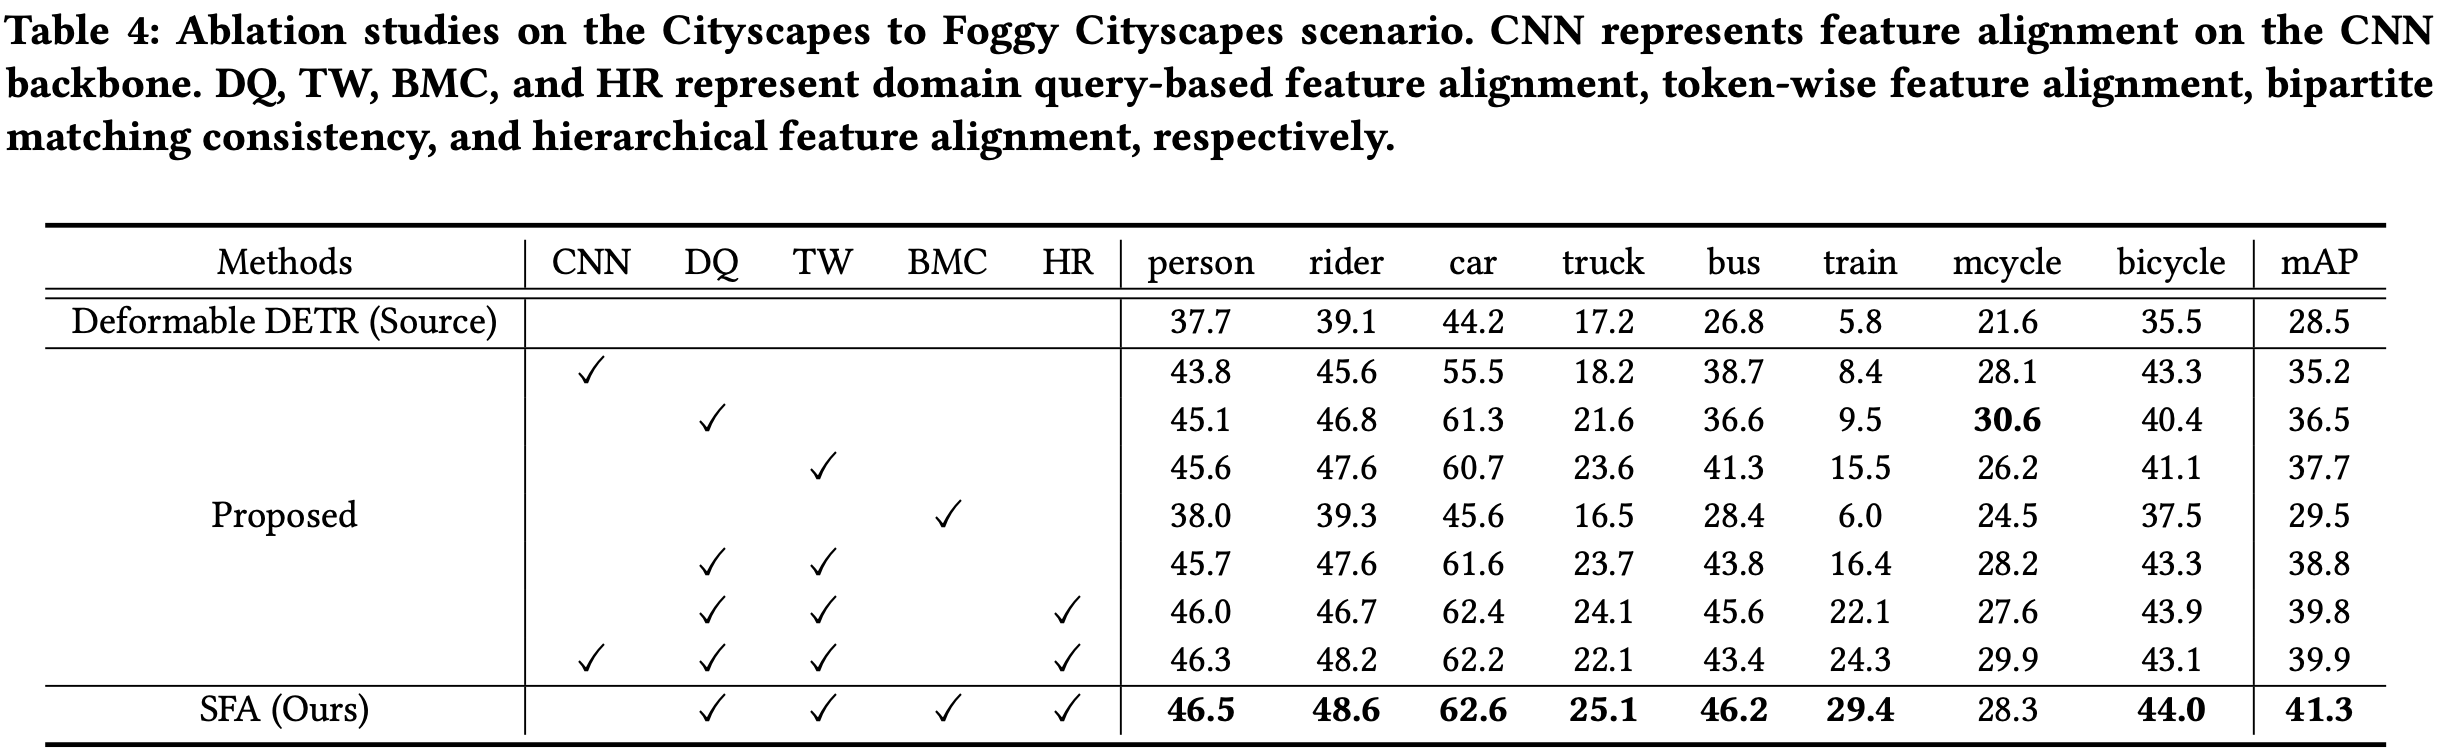 Table 4: Ablation studies on the Cityscapes to Foggy Cityscapes scenario. CNN represents feature alignment on the CNN
backbone. DQ, TW, BMC, and HR represent domain query-based feature alignment, token-wise feature alignment, bipartite
matching consistency, and hierarchical feature alignment, respectively.
Methods CNN DQ TW BMC HR person rider car truck bus train mcycle bicycle mAP
Deformable DETR (Source) 37.7 39.1 44.2 17.2 26.8 5.8 21.6 35.5 28.5
✓ 43.8 45.6 55.5 18.2 38.7 8.4 28.1 43.3 35.2
✓ 45.1 46.8 61.3 21.6 36.6 9.5 30.6 40.4 36.5
✓ 45.6 47.6 60.7 23.6 41.3 15.5 26.2 41.1 37.7
Proposed ✓ 38.0 39.3 45.6 16.5 28.4 6.0 24.5 37.5 29.5
✓ ✓ 45.7 47.6 61.6 23.7 43.8 16.4 28.2 43.3 38.8
✓ ✓ ✓ 46.0 46.7 62.4 24.1 45.6 22.1 27.6 43.9 39.8
✓ ✓ ✓ ✓ 46.3 48.2 62.2 22.1 43.4 24.3 29.9 43.1 39.9
SFA (Ours) ✓ ✓ ✓ ✓ 46.5 48.6 62.6 25.1 46.2 29.4 28.3 44.0 41.3